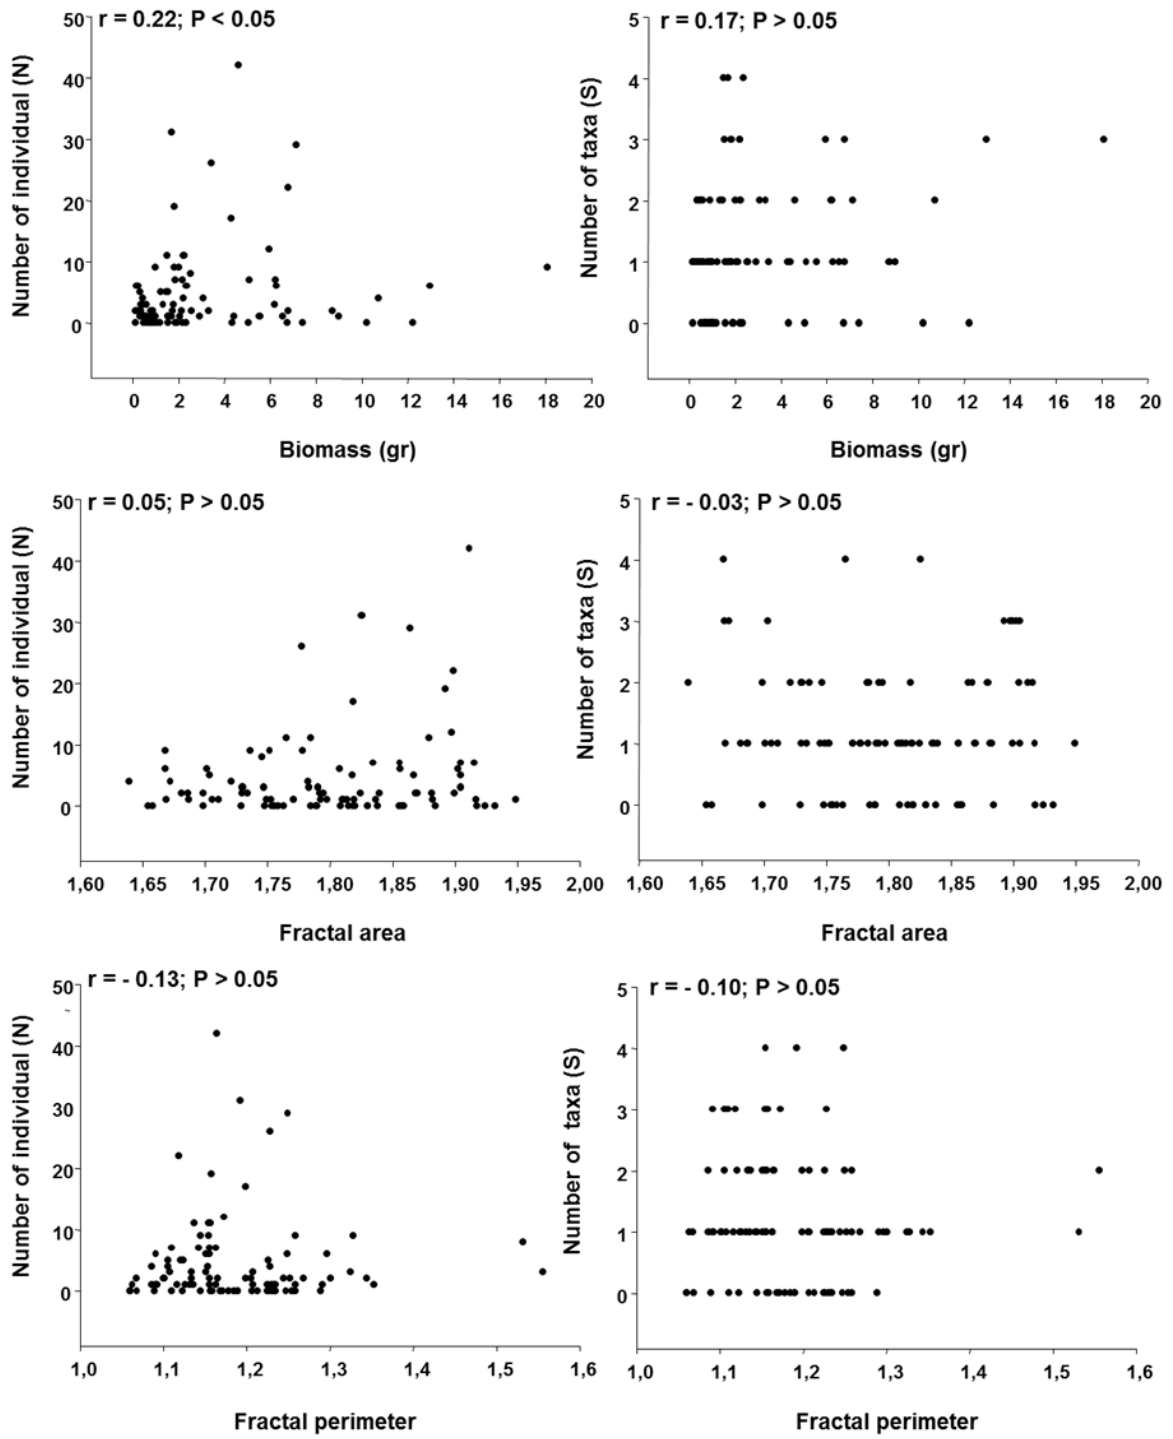 r = 0.22; P < 0.05
Number of individual (N)
50
40
30
20
10
0
0 2 4 6 8 10 12 14 16 18 20
Biomass (gr)
r = 0.17; P > 0.05
Number of taxa (S)
5
4
3
2
1
0
0 2 4 6 8 10 12 14 16 18 20
Biomass (gr)
r = 0.05; P > 0.05
Number of individual (N)
50
40
30
20
10
0
1,60 1,65 1,70 1,75 1,80 1,85 1,90 1,95 2,00
Fractal area
r = - 0.03; P > 0.05
Number of taxa (S)
5
4
3
2
1
0
1,60 1,65 1,70 1,75 1,80 1,85 1,90 1,95 2,00
Fractal area
r = - 0.13; P > 0.05
Number of individual (N)
50
40
30
20
10
0
1,0 1,1 1,2 1,3 1,4 1,5 1,6
Fractal perimeter
r = - 0.10; P > 0.05
Number of taxa (S)
5
4
3
2
1
0
1,0 1,1 1,2 1,3 1,4 1,5 1,6
Fractal perimeter